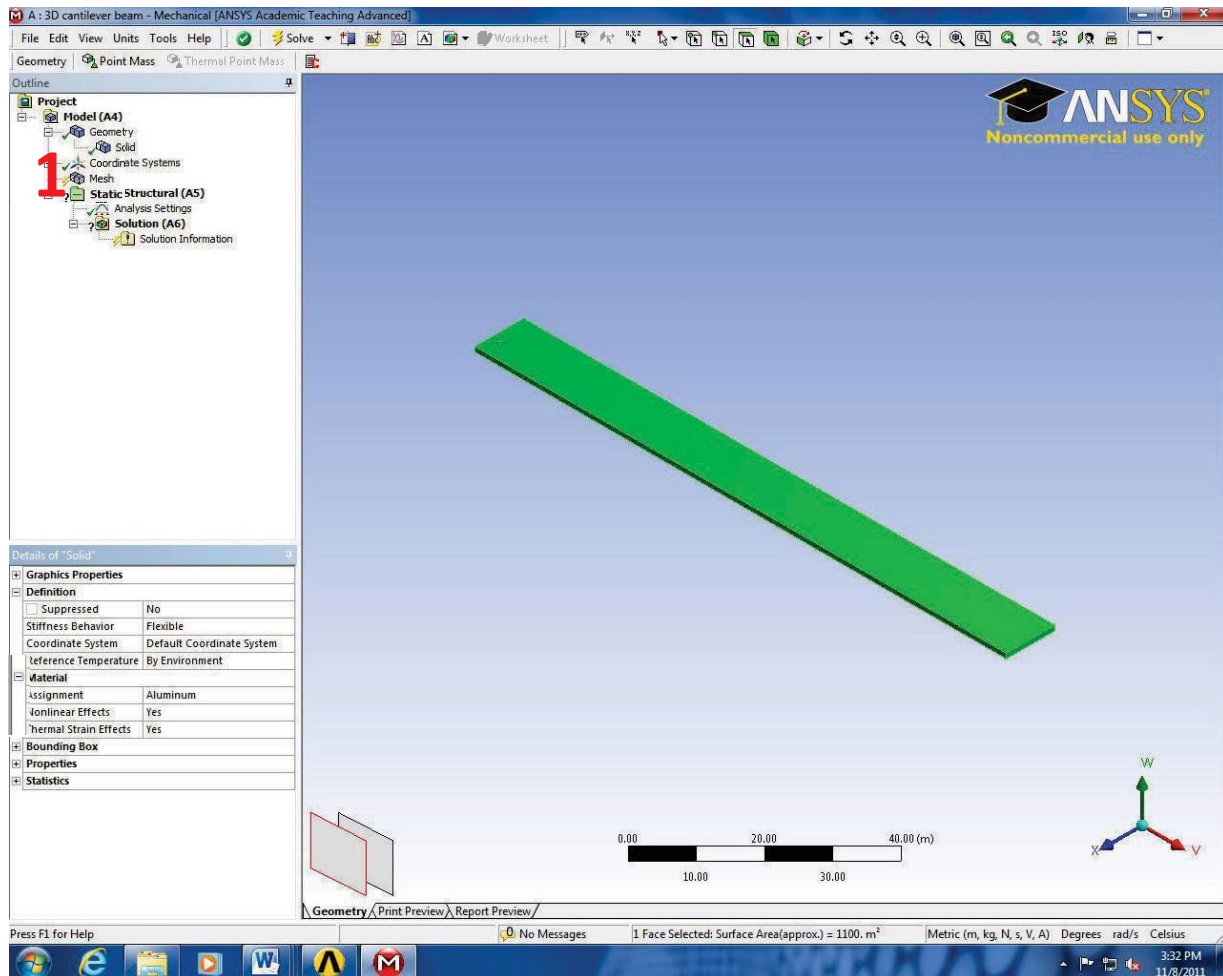 A : 3D cantilever beam - Mechanical [ANSYS Academic Teaching Advanced]
File Edit View Units Tools Help Solve Worksheet
Geometry Point Mass Thermal Point Mass
Outline
Project
Model (A4)
Geometry
Solid
Coordinate Systems
1
Mesh
Static Structural (A5)
Analysis Settings
Solution (A6)
Solution Information
ANSYS
Noncommercial use only
Details of "Solid"
Graphics Properties
Definition
Suppressed No
Stiffness Behavior Flexible
Coordinate System Default Coordinate System
Reference Temperature By Environment
Material
Assignment Aluminum
Nonlinear Effects Yes
Thermal Strain Effects Yes
Bounding Box
Properties
Statistics
0.00 20.00 40.00 (m)
10.00 30.00
W
X V
Geometry Print Preview Report Preview
Press F1 for Help 0 No Messages 1 Face Selected: Surface Area(approx.) = 1100. m² Metric (m, kg, N, s, V, A) Degrees rad/s Celsius
3:32 PM
11/8/2011